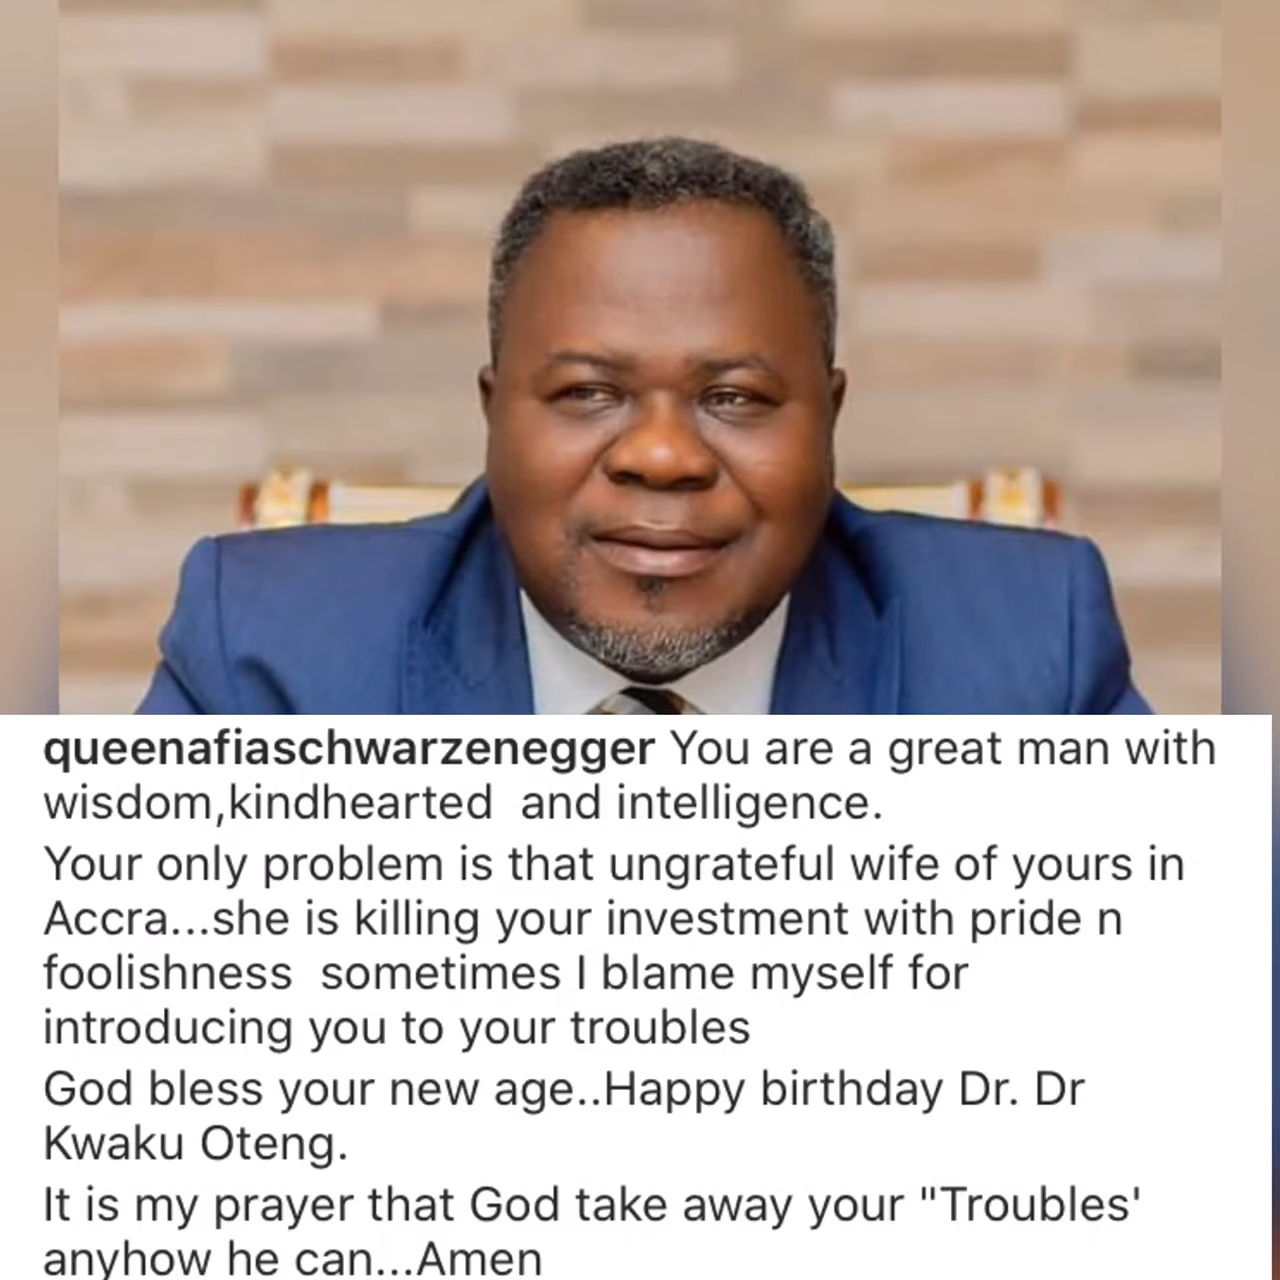 queenafiaschwarzenegger You are a great man with
wisdom,kindhearted  and intelligence.
Your only problem is that ungrateful wife of yours in
Accra...she is killing your investment with pride n
foolishness  sometimes I blame myself for
introducing you to your troubles
God bless your new age..Happy birthday Dr. Dr
Kwaku Oteng.
It is my prayer that God take away your "Troubles'
anyhow he can...Amen